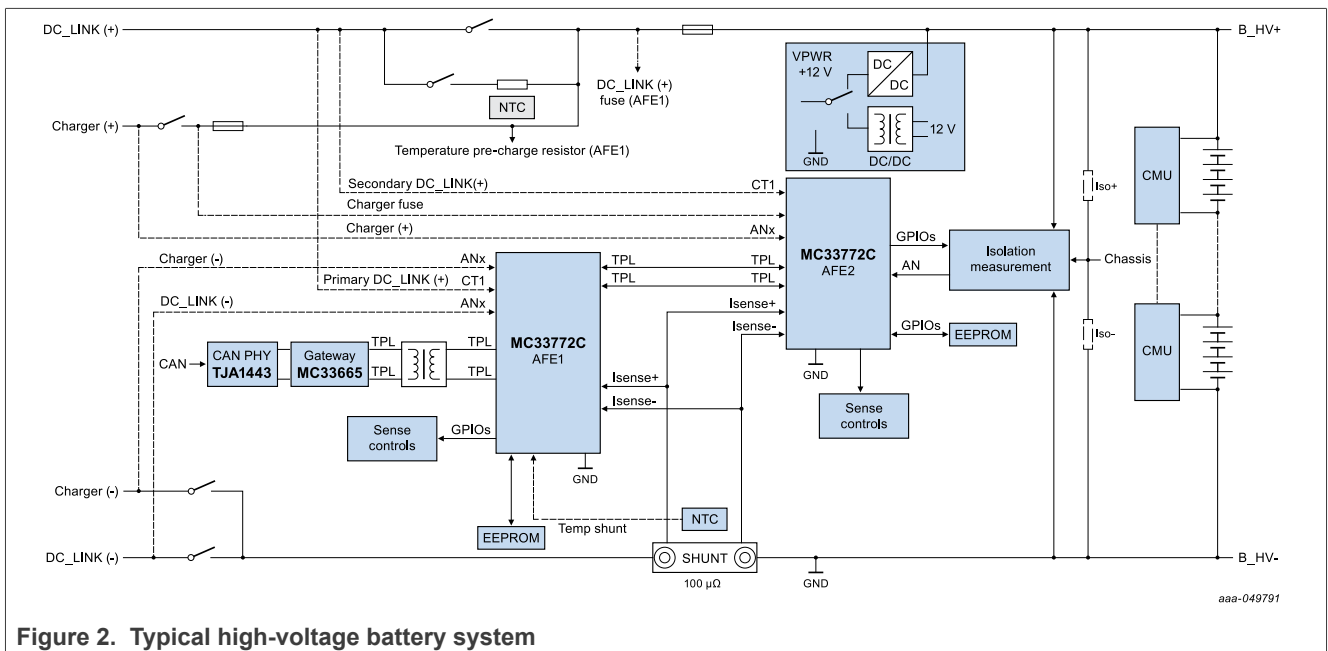 DC_LINK (+)
B_HV+
VPWR
+12 V
DC
DC
DC_LINK (+)
fuse (AFE1)
NTC
Charger (+)
12 V
Temperature pre-charge resistor (AFE1)
GND
DC/DC
CMU
Secondary DC_LINK(+)
CT1
Iso+
Charger fuse
Charger (+)
ANx
GPIOs
Charger (-)
ANx
TPL
TPL
MC33772C
AFE2
Isolation
measurement
Chassis
Primary DC_LINK (+)
CT1
TPL
TPL
AN
DC_LINK (-)
ANx
Isense+
Isense-
GPIOs
EEPROM
Iso-
CMU
MC33772C
AFE1
CAN
CAN PHY
TJA1443
TPL
Gateway
MC33665
TPL
TPL
TPL
GND
Isense+
Isense-
Sense
controls
Sense
controls
GPIOs
GND
Charger (-)
Temp shunt
NTC
EEPROM
DC_LINK (-)
SHUNT
B_HV-
100 μΩ
GND
aaa-049791
Figure 2. Typical high-voltage battery system